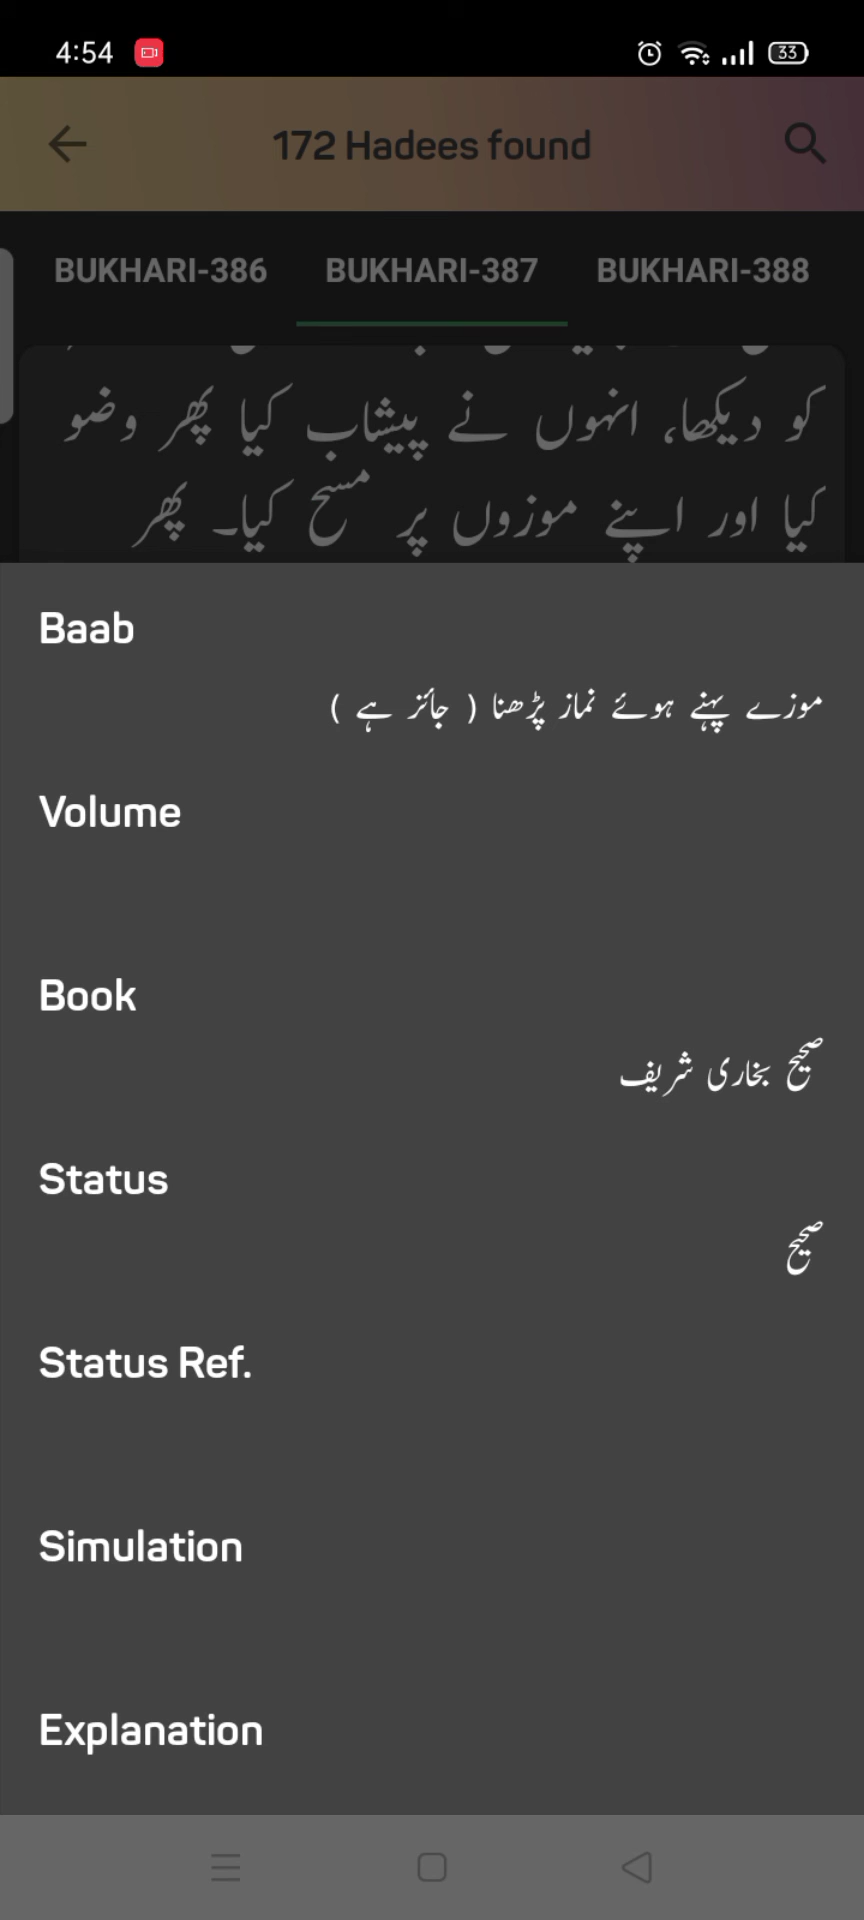 4:54
33
172 Hadees found
BUKHARI-386 BUKHARI-387 BUKHARI-388
کو دیکھا، انہوں نے پیشاب کیا پھر وضو
کیا اور اپنے موزوں پر مسح کیا۔ پھر
Baab
موزے پہنے ہوئے نماز پڑھنا ( جائز ہے )
Volume
Book
صحیح بخاری شریف
Status
صحیح
Status Ref.
Simulation
Explanation